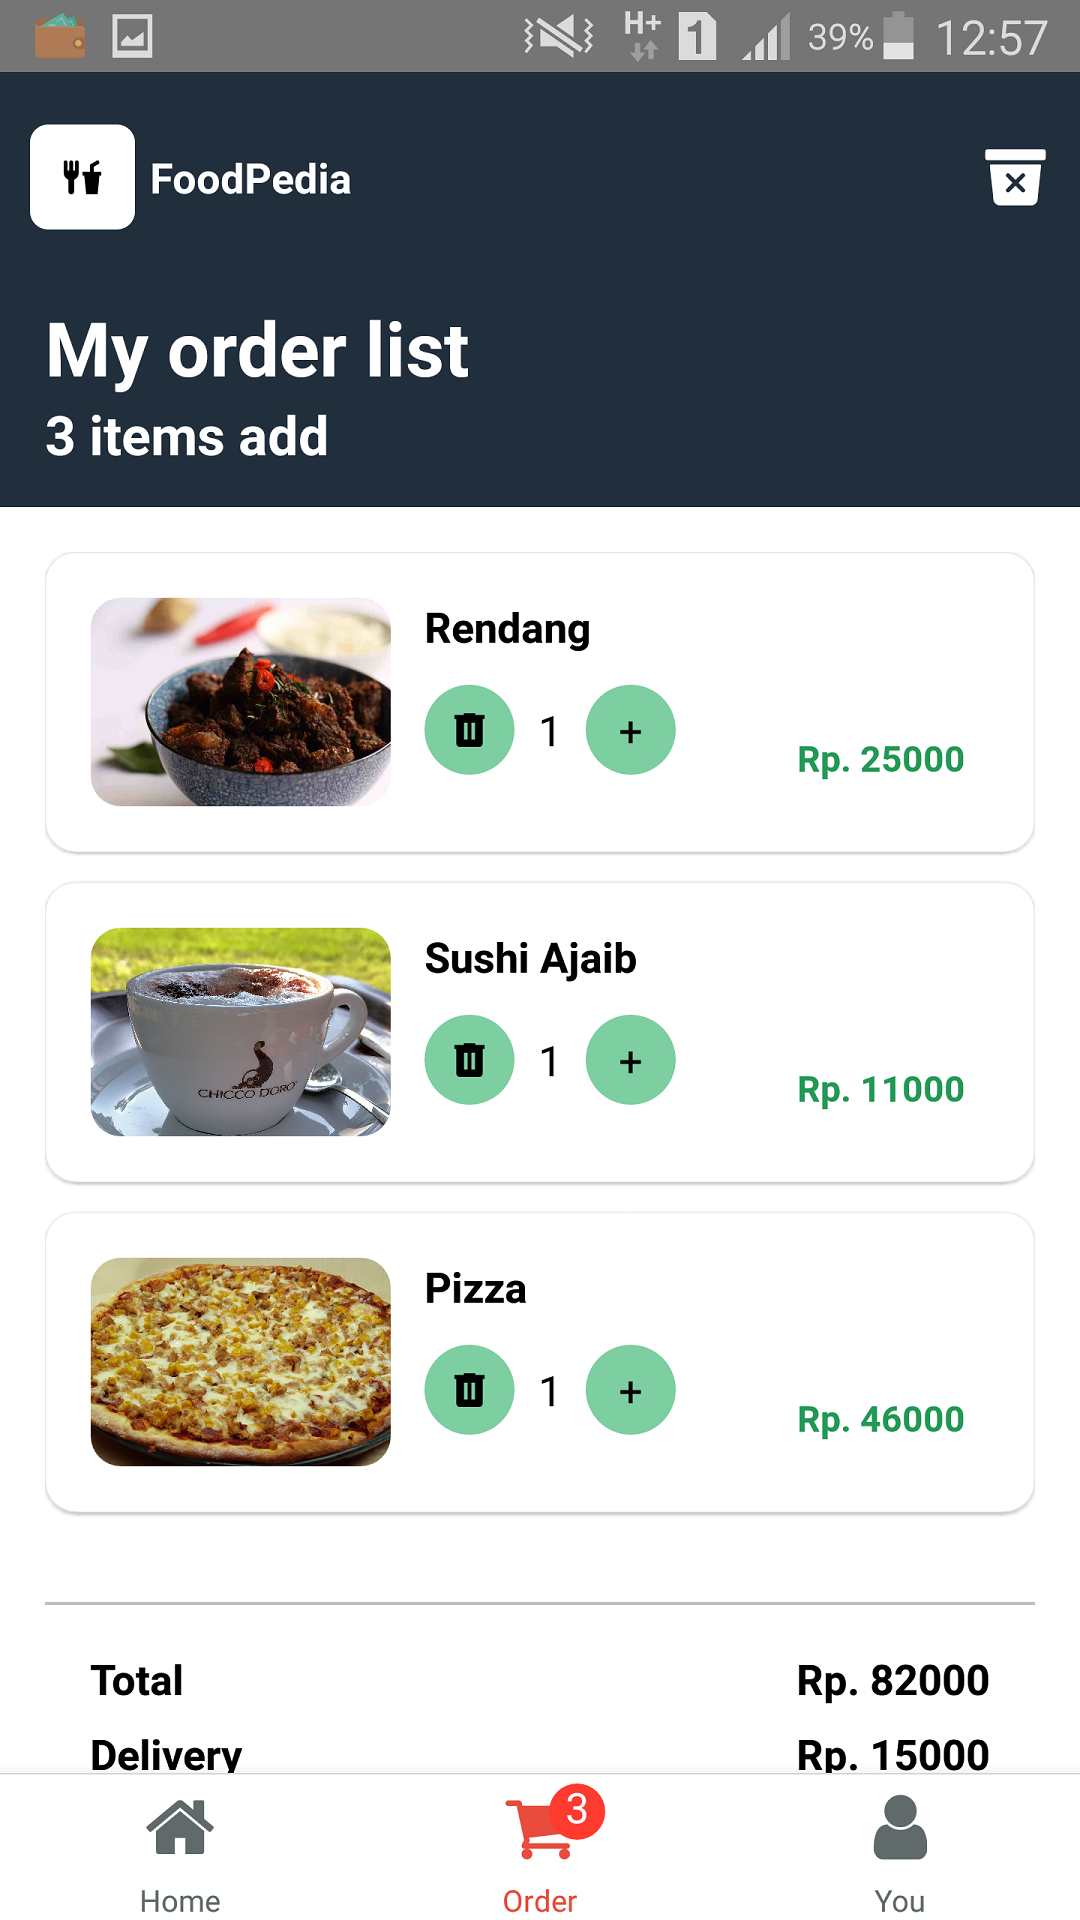 H+ 1 39% 12:57
FoodPedia
My order list
3 items add
Rendang
1 +
Rp. 25000
CHICCO D'ORO
Sushi Ajaib
1 +
Rp. 11000
Pizza
1 +
Rp. 46000
Total Rp. 82000
Delivery Rp. 15000
3
Home Order You